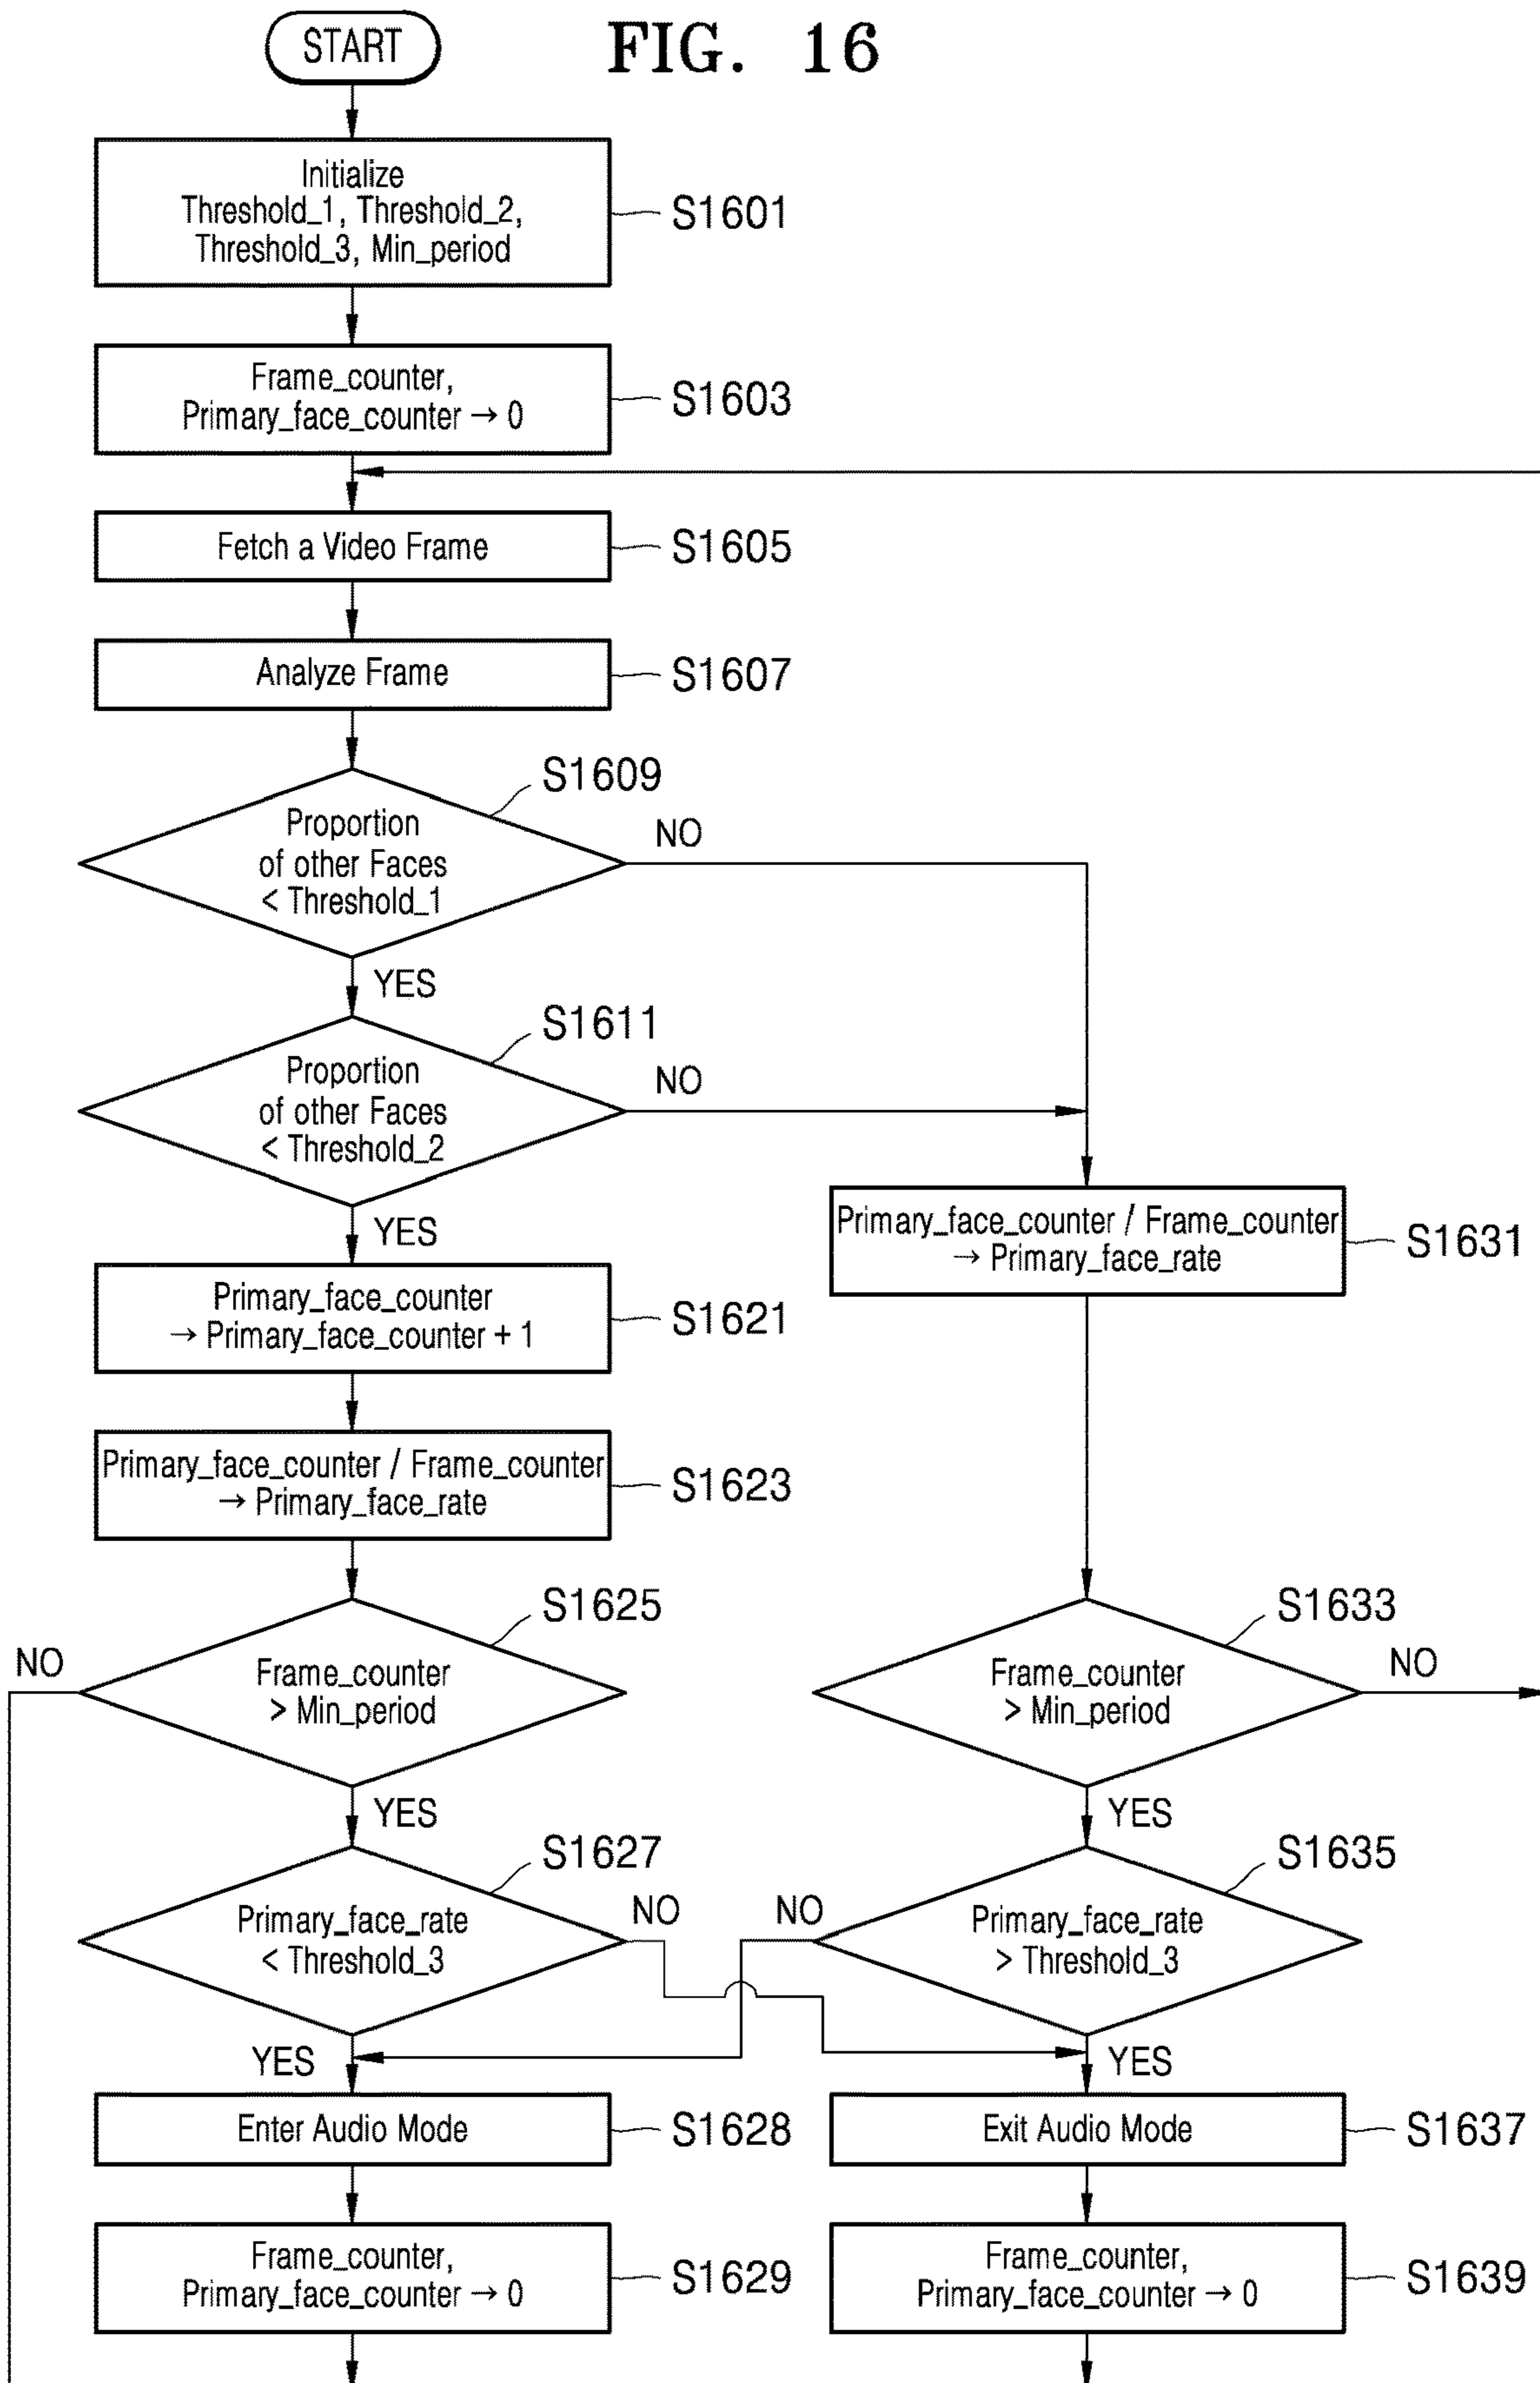 START
FIG. 16
Initialize
Threshold_1, Threshold_2,
Threshold_3, Min_period
S1601
Frame_counter,
Primary_face_counter → 0
S1603
Fetch a Video Frame
S1605
Analyze Frame
S1607
S1609
Proportion
of other Faces
< Threshold_1
NO
YES
S1611
Proportion
of other Faces
< Threshold_2
NO
YES
Primary_face_counter / Frame_counter
→ Primary_face_rate
S1631
Primary_face_counter
→ Primary_face_counter + 1
S1621
Primary_face_counter / Frame_counter
→ Primary_face_rate
S1623
S1625
NO
Frame_counter
> Min_period
YES
S1633
Frame_counter
> Min_period
NO
YES
S1627
Primary_face_rate
< Threshold_3
NO
YES
S1635
NO
Primary_face_rate
> Threshold_3
YES
Enter Audio Mode
S1628
Exit Audio Mode
S1637
Frame_counter,
Primary_face_counter → 0
S1629
Frame_counter,
Primary_face_counter → 0
S1639